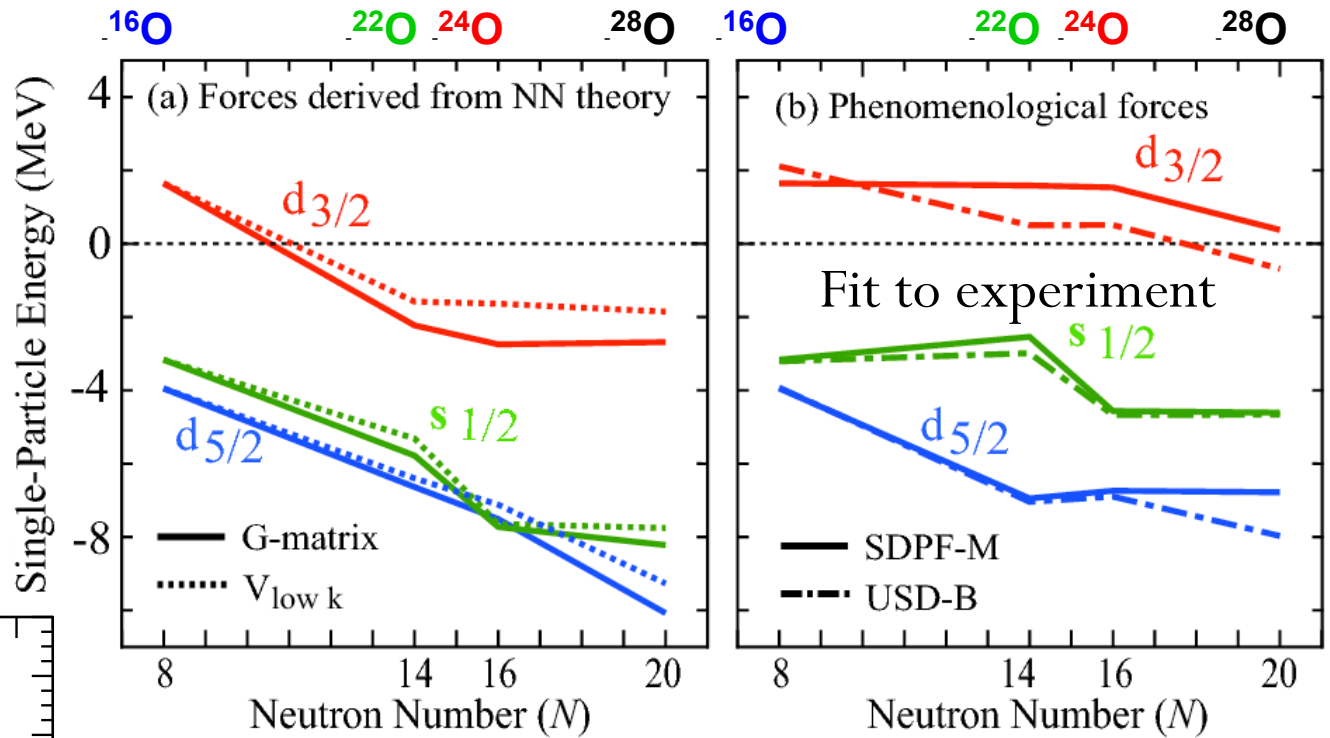 -16O -22O -24O -28O -16O -22O -24O -28O
Single-Particle Energy (MeV)
4
0
-4
-8
(a) Forces derived from NN theory
d3/2
s 1/2
d5/2
G-matrix
Vlow k
8 14 16 20
Neutron Number (N)
(b) Phenomenological forces
d3/2
Fit to experiment
s 1/2
d5/2
SDPF-M
USD-B
8 14 16 20
Neutron Number (N)